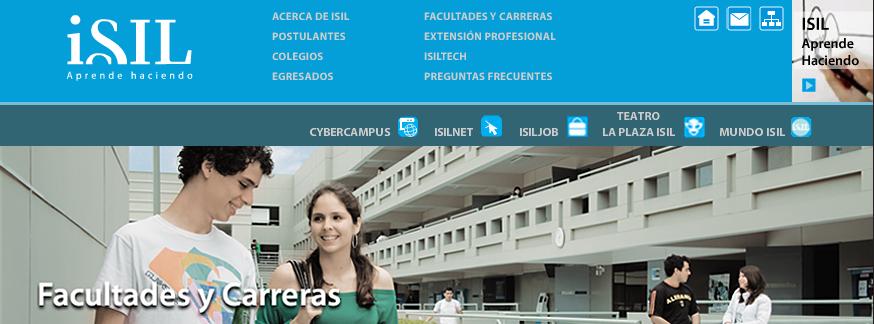 iSIL
Aprende haciendo
ACERCA DE ISIL
POSTULANTES
COLEGIOS
EGRESADOS
FACULTADES Y CARRERAS
EXTENSIÓN PROFESIONAL
ISILTECH
PREGUNTAS FRECUENTES
ISIL
Aprende
Haciendo
CYBERCAMPUS
ISILNET
ISILJOB
TEATRO
LA PLAZA ISIL
MUNDO ISIL
Facultades y Carreras